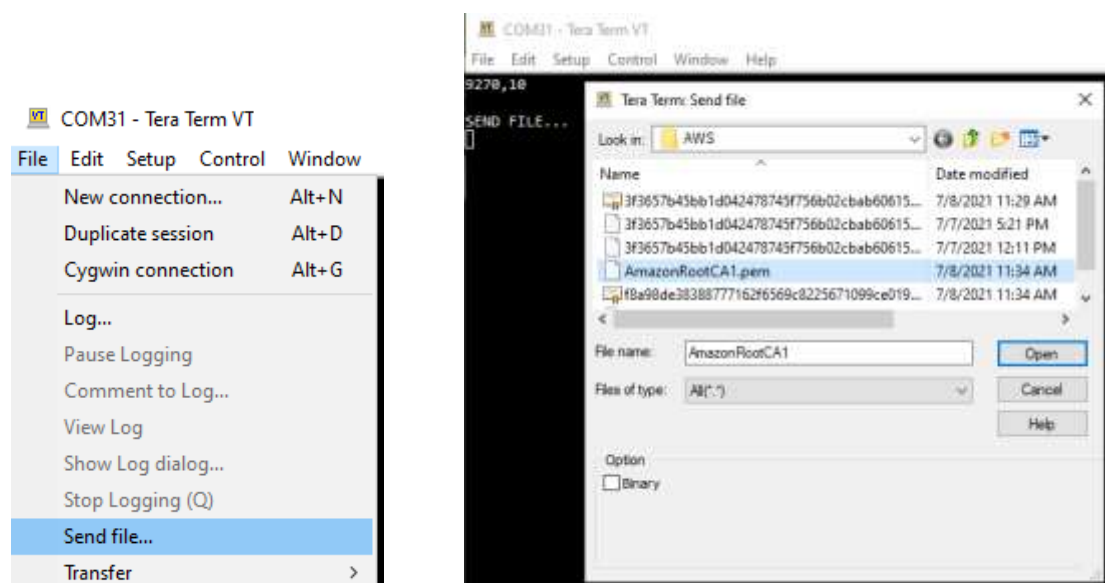 COM31 - Tera Term VT
File Edit Setup Control Window
New connection... Alt+N
Duplicate session Alt+D
Cygwin connection Alt+G
Log...
Pause Logging
Comment to Log...
View Log
Show Log dialog...
Stop Logging (Q)
Send file...
Transfer >
COM31 - Tera Term VT
File Edit Setup Control Window Help
9270,10
SEND FILE...
Tera Term: Send file
Look in: AWS
Name Date modified
3f3657b45bb1d042478745f756b02cbab60615... 7/8/2021 11:29 AM
3f3657b45bb1d042478745f756b02cbab60615... 7/7/2021 5:21 PM
3f3657b45bb1d042478745f756b02cbab60615... 7/7/2021 12:11 PM
AmazonRootCA1.pem 7/8/2021 11:34 AM
f8a98de38388777162f6569c8225671099ce019... 7/8/2021 11:34 AM
File name: AmazonRootCA1 Open
Files of type: All(*.*) Cancel
Help
Option
Binary